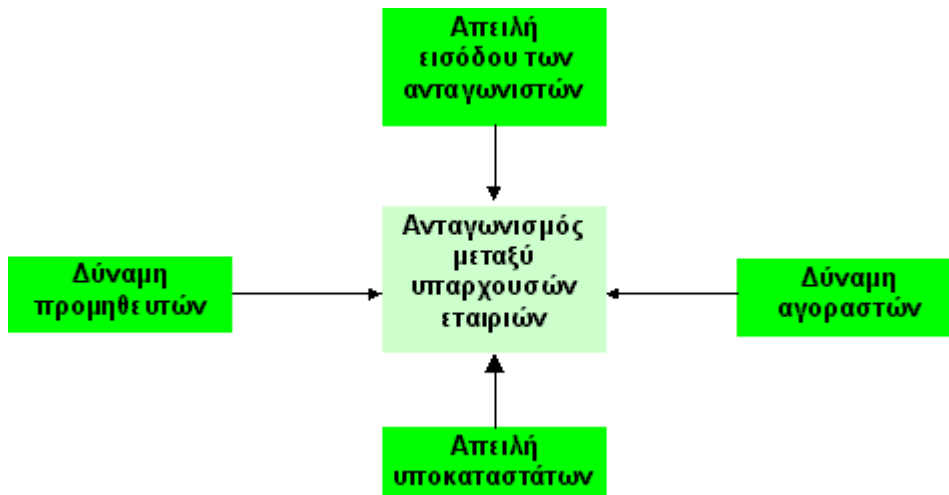 Απειλή
εισόδου των
ανταγωνιστών
Ανταγωνισμός
μεταξύ
υπαρχουσών
εταιριών
Δύναμη
προμηθευτών
Δύναμη
αγοραστών
Απειλή
υποκαταστάτων